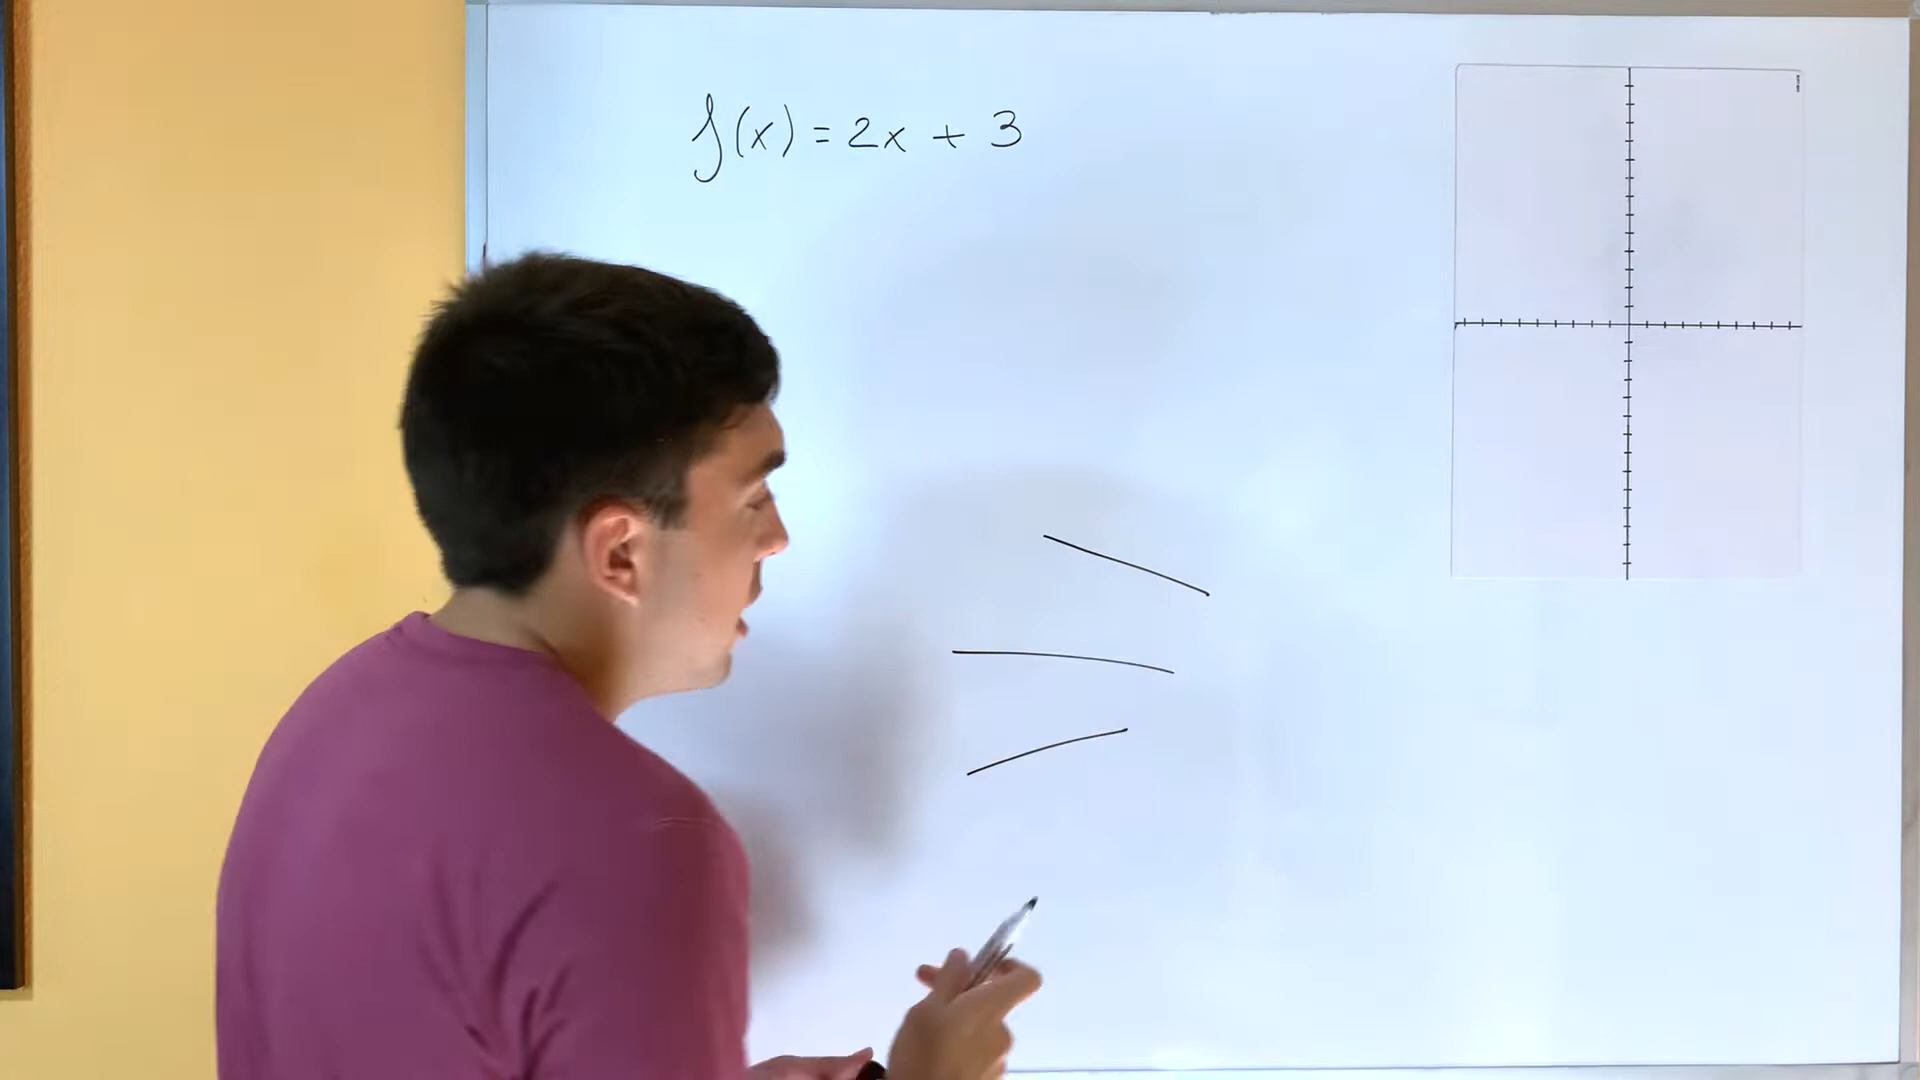 f(x) = 2x + 3